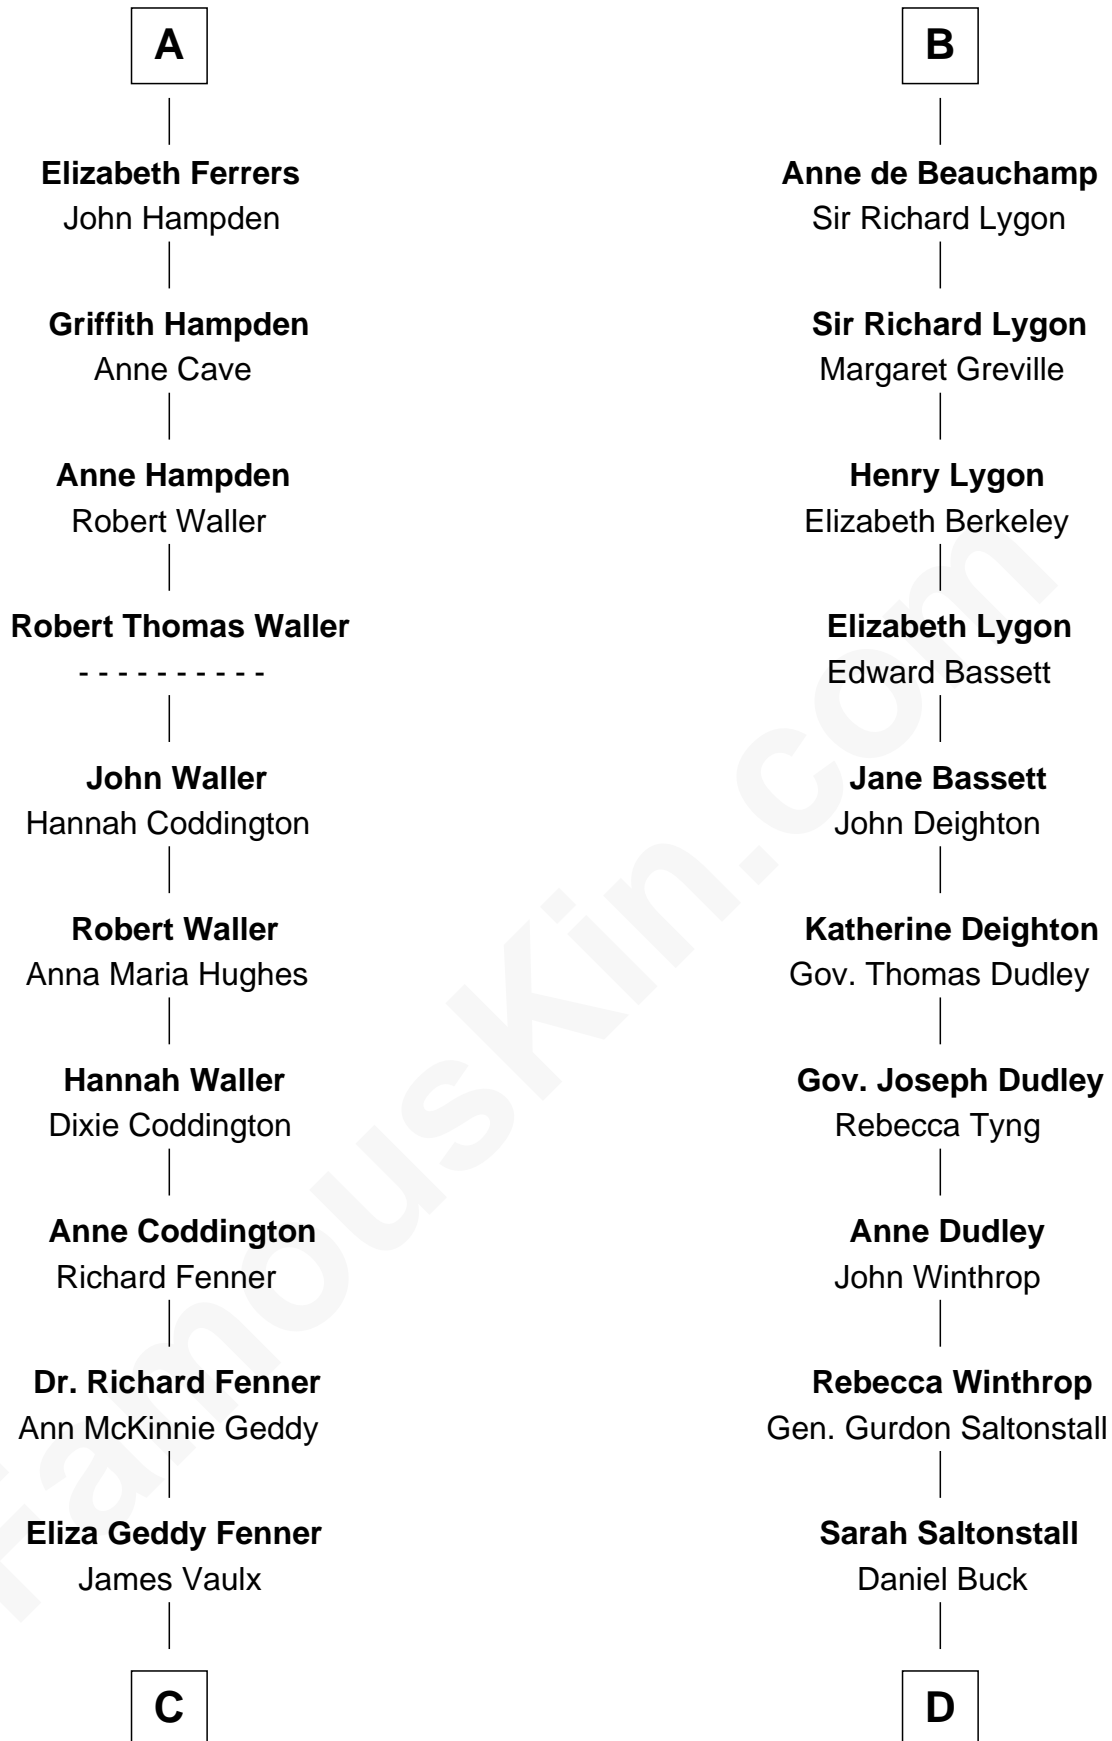 A
Elizabeth Ferrers
John Hampden
Griffith Hampden
Anne Cave
Anne Hampden
Robert Waller
Robert Thomas Waller
- - - - - - - - - -
John Waller
Hannah Coddington
Robert Waller
Anna Maria Hughes
Hannah Waller
Dixie Coddington
Anne Coddington
Richard Fenner
Dr. Richard Fenner
Ann McKinnie Geddy
Eliza Geddy Fenner
James Vaulx
C
B
Anne de Beauchamp
Sir Richard Lygon
Sir Richard Lygon
Margaret Greville
Henry Lygon
Elizabeth Berkeley
Elizabeth Lygon
Edward Bassett
Jane Bassett
John Deighton
Katherine Deighton
Gov. Thomas Dudley
Gov. Joseph Dudley
Rebecca Tyng
Anne Dudley
John Winthrop
Rebecca Winthrop
Gen. Gurdon Saltonstall
Sarah Saltonstall
Daniel Buck
D
FamousKin.com